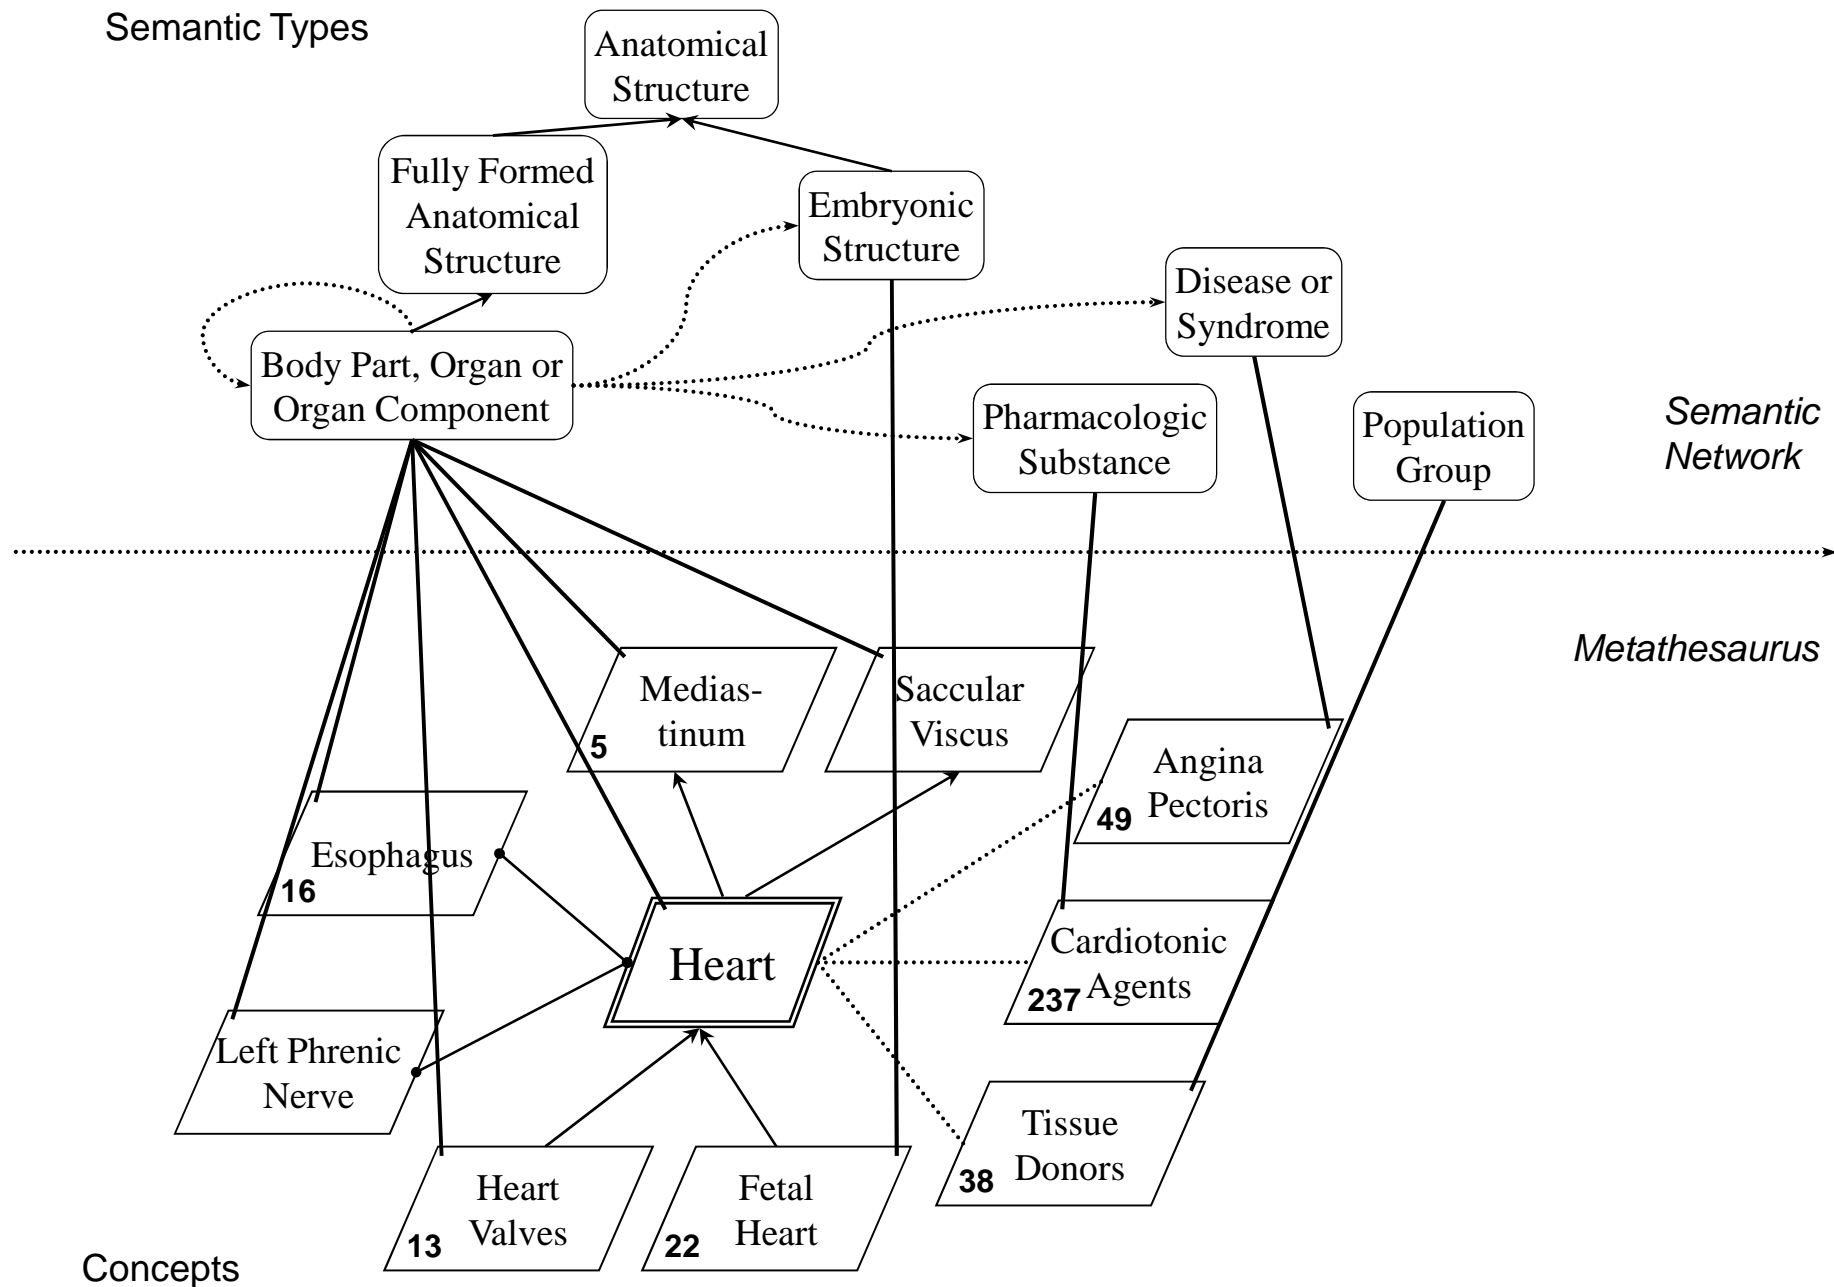 Semantic Types
Anatomical
Structure
Fully Formed
Anatomical
Structure
Embryonic
Structure
Disease or
Syndrome
Body Part, Organ or
Organ Component
Pharmacologic
Substance
Population
Group
Semantic
Network
Metathesaurus
Medias-
tinum
5
Saccular
Viscus
Angina
Pectoris
49
Esophagus
16
Heart
Cardiotonic
Agents
237
Left Phrenic
Nerve
Tissue
Donors
38
Heart
Valves
13
Fetal
Heart
22
Concepts